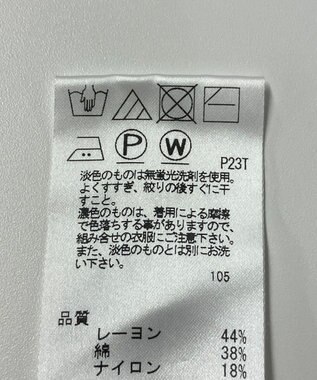 P W P23T
淡色のものは無蛍光洗剤を使用。
よくすすぎ、絞りの後すぐに干
すこと。
濃色のものは、着用による摩擦
で色落ちする事がありますので、
組み合せの衣服にご注意下さい。
また、淡色のものとは別にお洗
い下さい。
105
品質
レーヨン 44%
綿 38%
ナイロン 18%